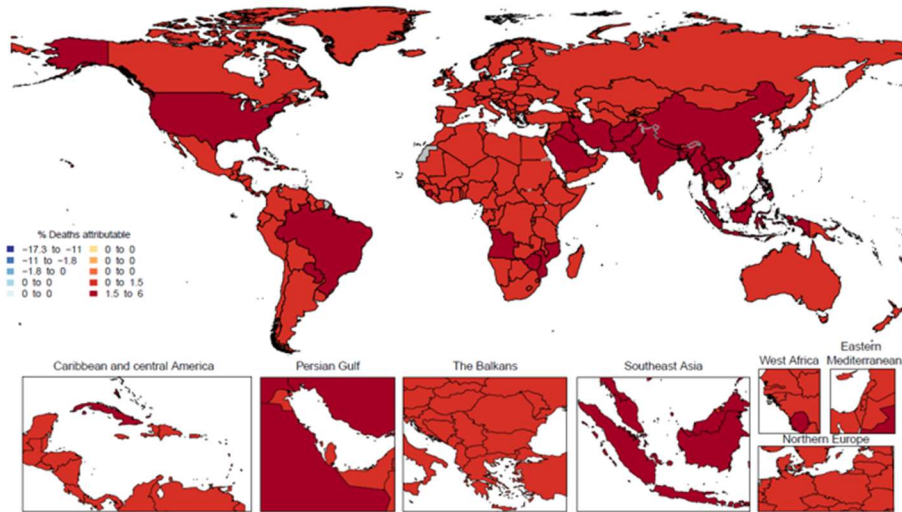 % Deaths attributable
−17.3 to −11
−11 to −1.8
−1.8 to 0
0 to 0
0 to 0
0 to 0
0 to 0
0 to 0
0 to 1.5
1.5 to 6
Caribbean and central America
Persian Gulf
The Balkans
Southeast Asia
West Africa
Eastern
Mediterranean
Northern Europe